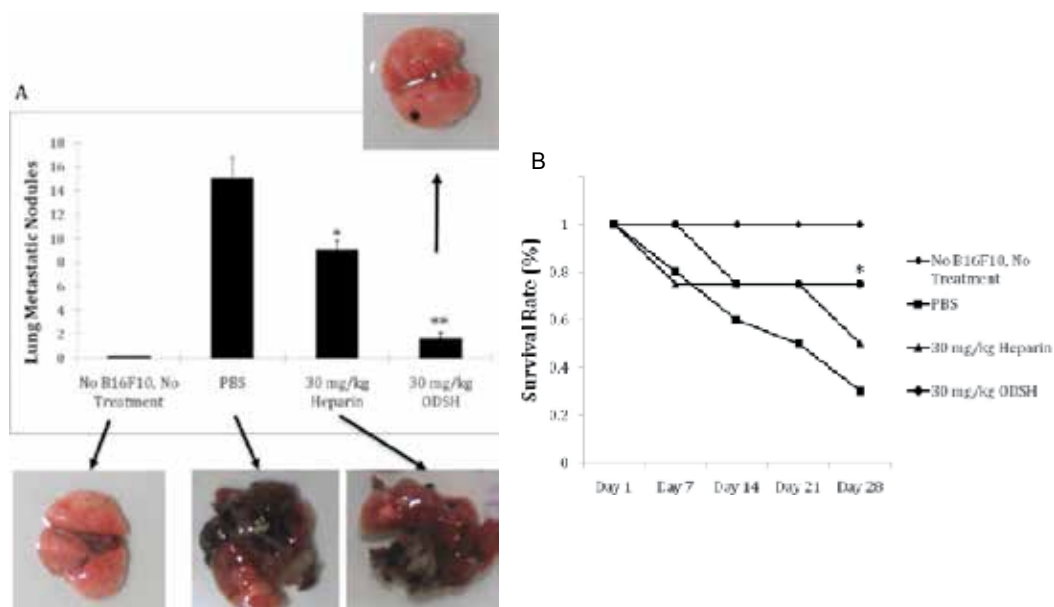 A
Lung Metastatic Nodules
18
16
14
12
10
8
6
4
2
0
*
**
No B16F10, No
Treatment
PBS
30 mg/kg
Heparin
30 mg/kg
ODSH
B
Survival Rate (%)
1
0.8
0.6
0.4
0.2
0
*
Day 1
Day 7
Day 14
Day 21
Day 28
No B16F10, No
Treatment
PBS
30 mg/kg Heparin
30 mg/kg ODSH